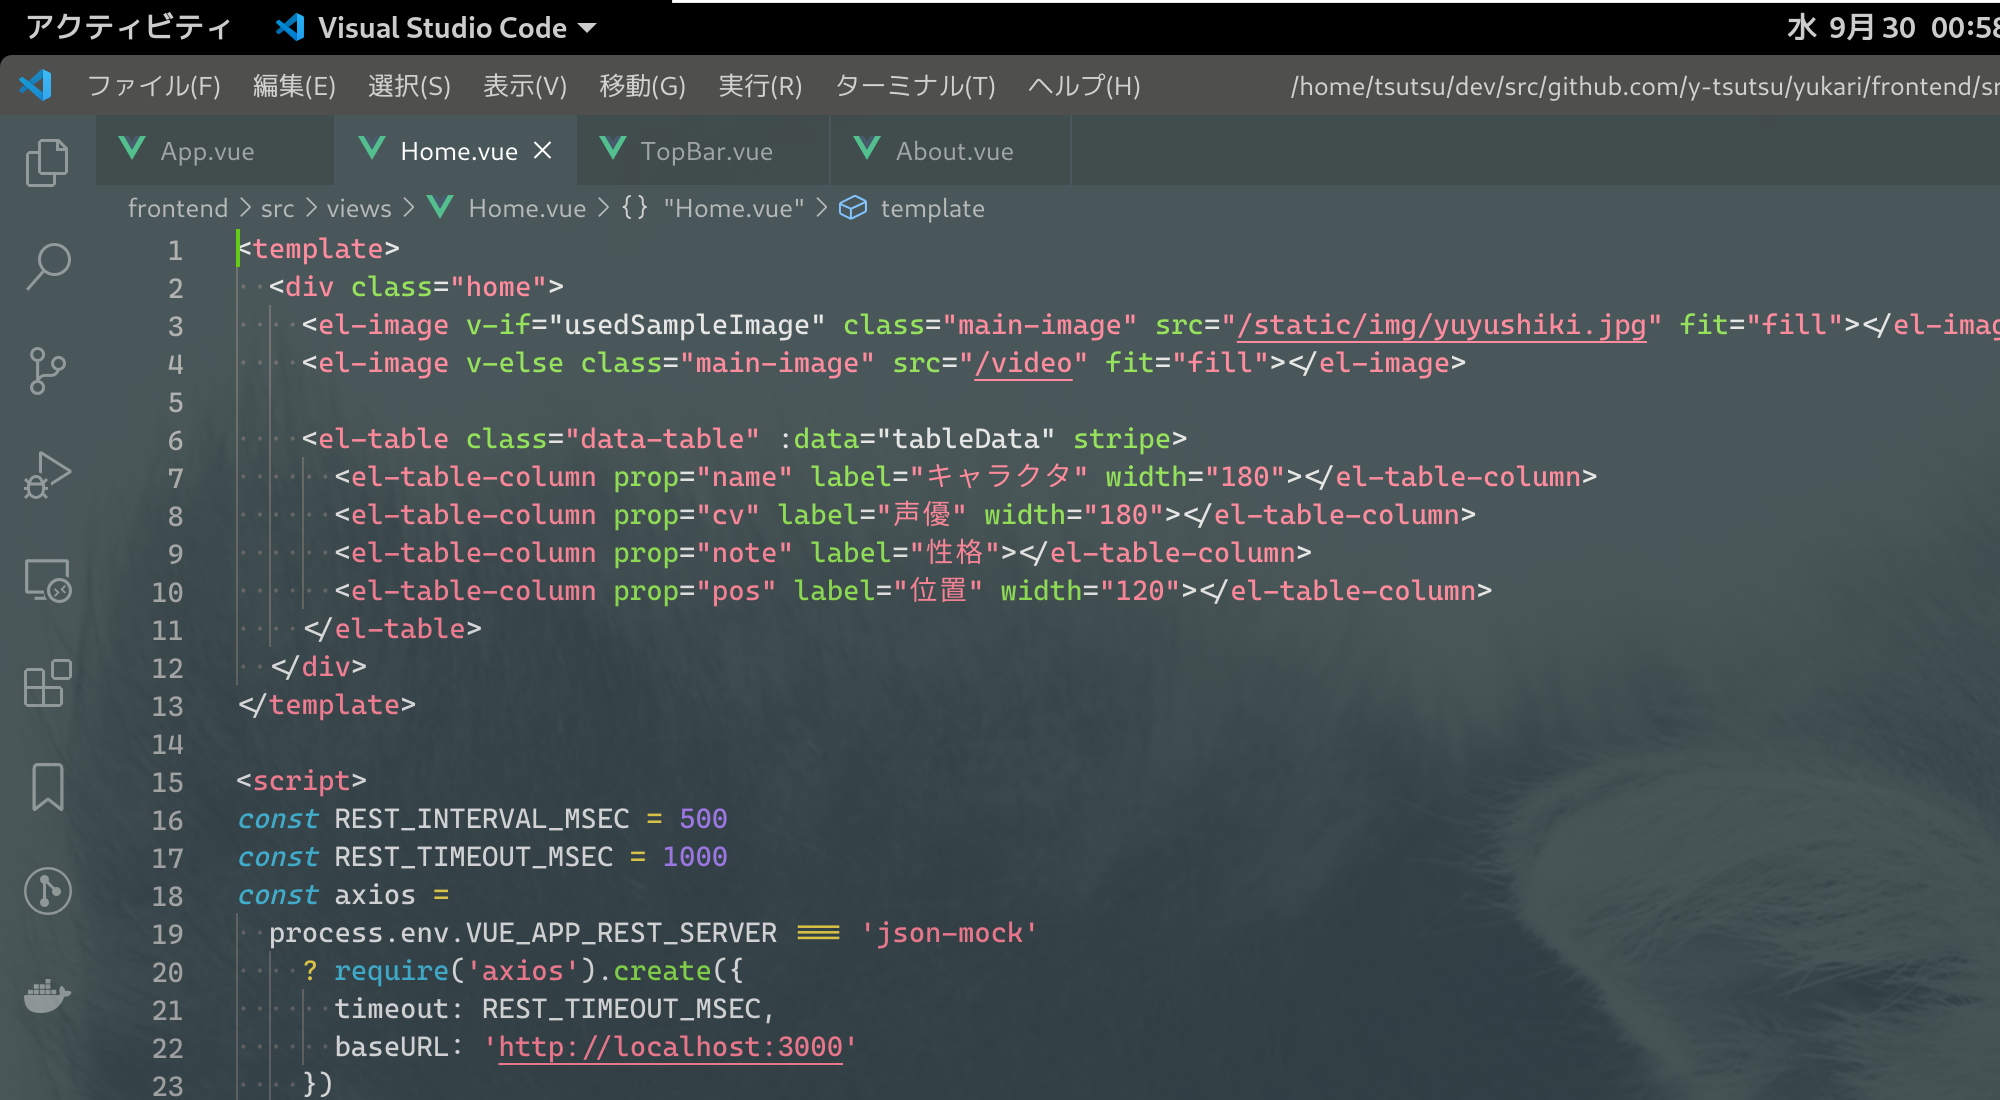 アクティビティ Visual Studio Code 水 9月30 00:58
ファイル(F) 編集(E) 選択(S) 表示(V) 移動(G) 実行(R) ターミナル(T) ヘルプ(H) /home/tsutsu/dev/src/github.com/y-tsutsu/yukari/frontend/sr
App.vue Home.vue TopBar.vue About.vue
frontend > src > views > Home.vue > {} "Home.vue" > template
1 <template>
2 <div class="home">
3 <el-image v-if="usedSampleImage" class="main-image" src="/static/img/yuyushiki.jpg" fit="fill"></el-imag
4 <el-image v-else class="main-image" src="/video" fit="fill"></el-image>
5
6 <el-table class="data-table" :data="tableData" stripe>
7 <el-table-column prop="name" label="キャラクタ" width="180"></el-table-column>
8 <el-table-column prop="cv" label="声優" width="180"></el-table-column>
9 <el-table-column prop="note" label="性格"></el-table-column>
10 <el-table-column prop="pos" label="位置" width="120"></el-table-column>
11 </el-table>
12 </div>
13 </template>
14
15 <script>
16 const REST_INTERVAL_MSEC = 500
17 const REST_TIMEOUT_MSEC = 1000
18 const axios =
19 process.env.VUE_APP_REST_SERVER === 'json-mock'
20 ? require('axios').create({
21 timeout: REST_TIMEOUT_MSEC,
22 baseURL: 'http://localhost:3000'
23 })